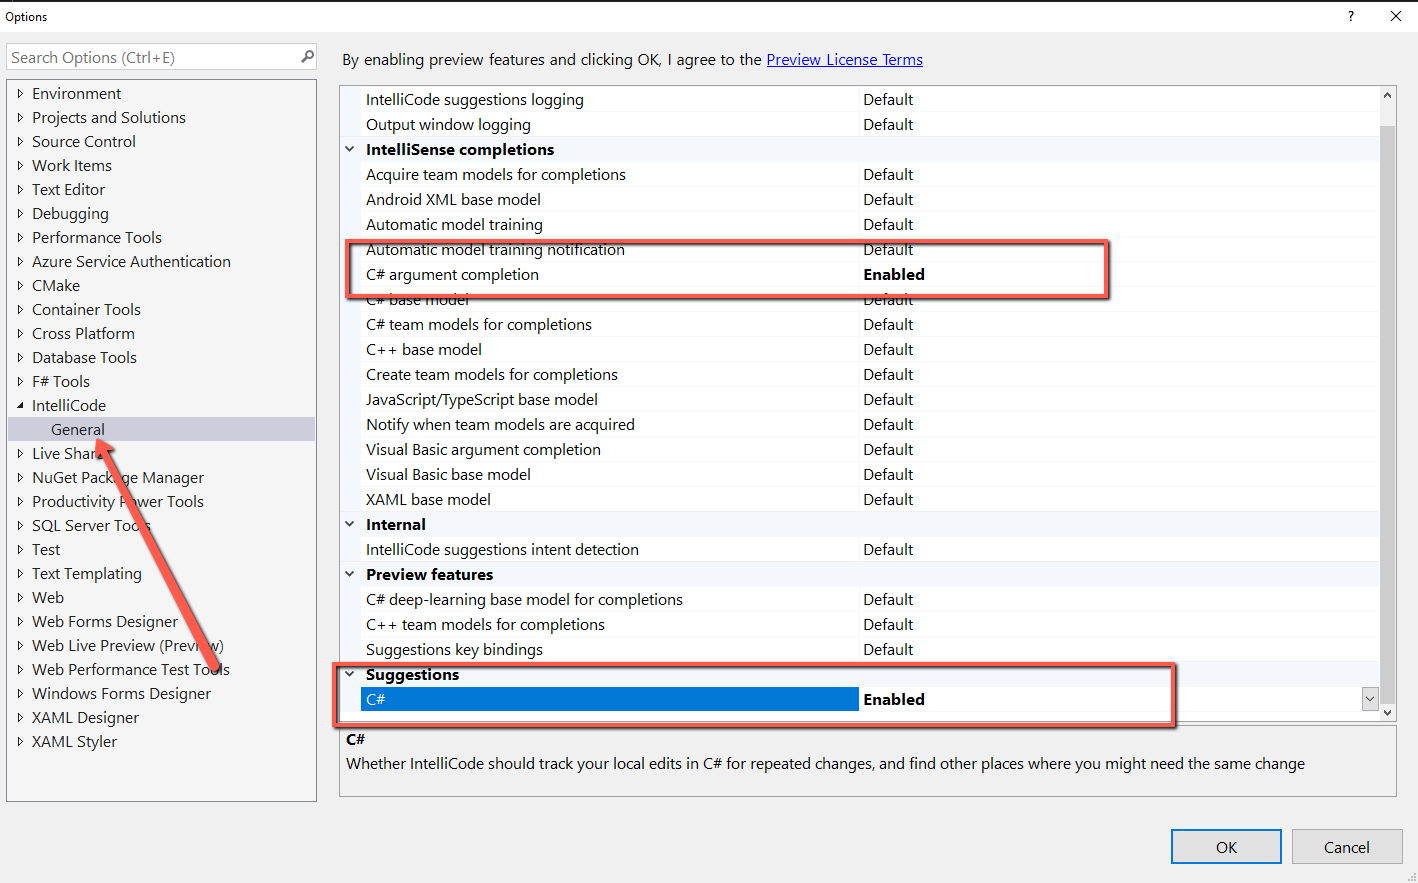 Options
?
Search Options (Ctrl+E)
Environment
Projects and Solutions
Source Control
Work Items
Text Editor
Debugging
Performance Tools
Azure Service Authentication
CMake
Container Tools
Cross Platform
Database Tools
F# Tools
IntelliCode
General
Live Share
NuGet Package Manager
Productivity Power Tools
SQL Server Tools
Test
Text Templating
Web
Web Forms Designer
Web Live Preview (Preview)
Web Performance Test Tools
Windows Forms Designer
XAML Designer
XAML Styler
By enabling preview features and clicking OK, I agree to the Preview License Terms
IntelliCode suggestions logging Default
Output window logging Default
IntelliSense completions
Acquire team models for completions Default
Android XML base model Default
Automatic model training Default
Automatic model training notification Default
C# argument completion Enabled
C# base model Default
C# team models for completions Default
C++ base model Default
Create team models for completions Default
JavaScript/TypeScript base model Default
Notify when team models are acquired Default
Visual Basic argument completion Default
Visual Basic base model Default
XAML base model Default
Internal
IntelliCode suggestions intent detection Default
Preview features
C# deep-learning base model for completions Default
C++ team models for completions Default
Suggestions key bindings Default
Suggestions
C# Enabled
C#
Whether IntelliCode should track your local edits in C# for repeated changes, and find other places where you might need the same change
OK Cancel